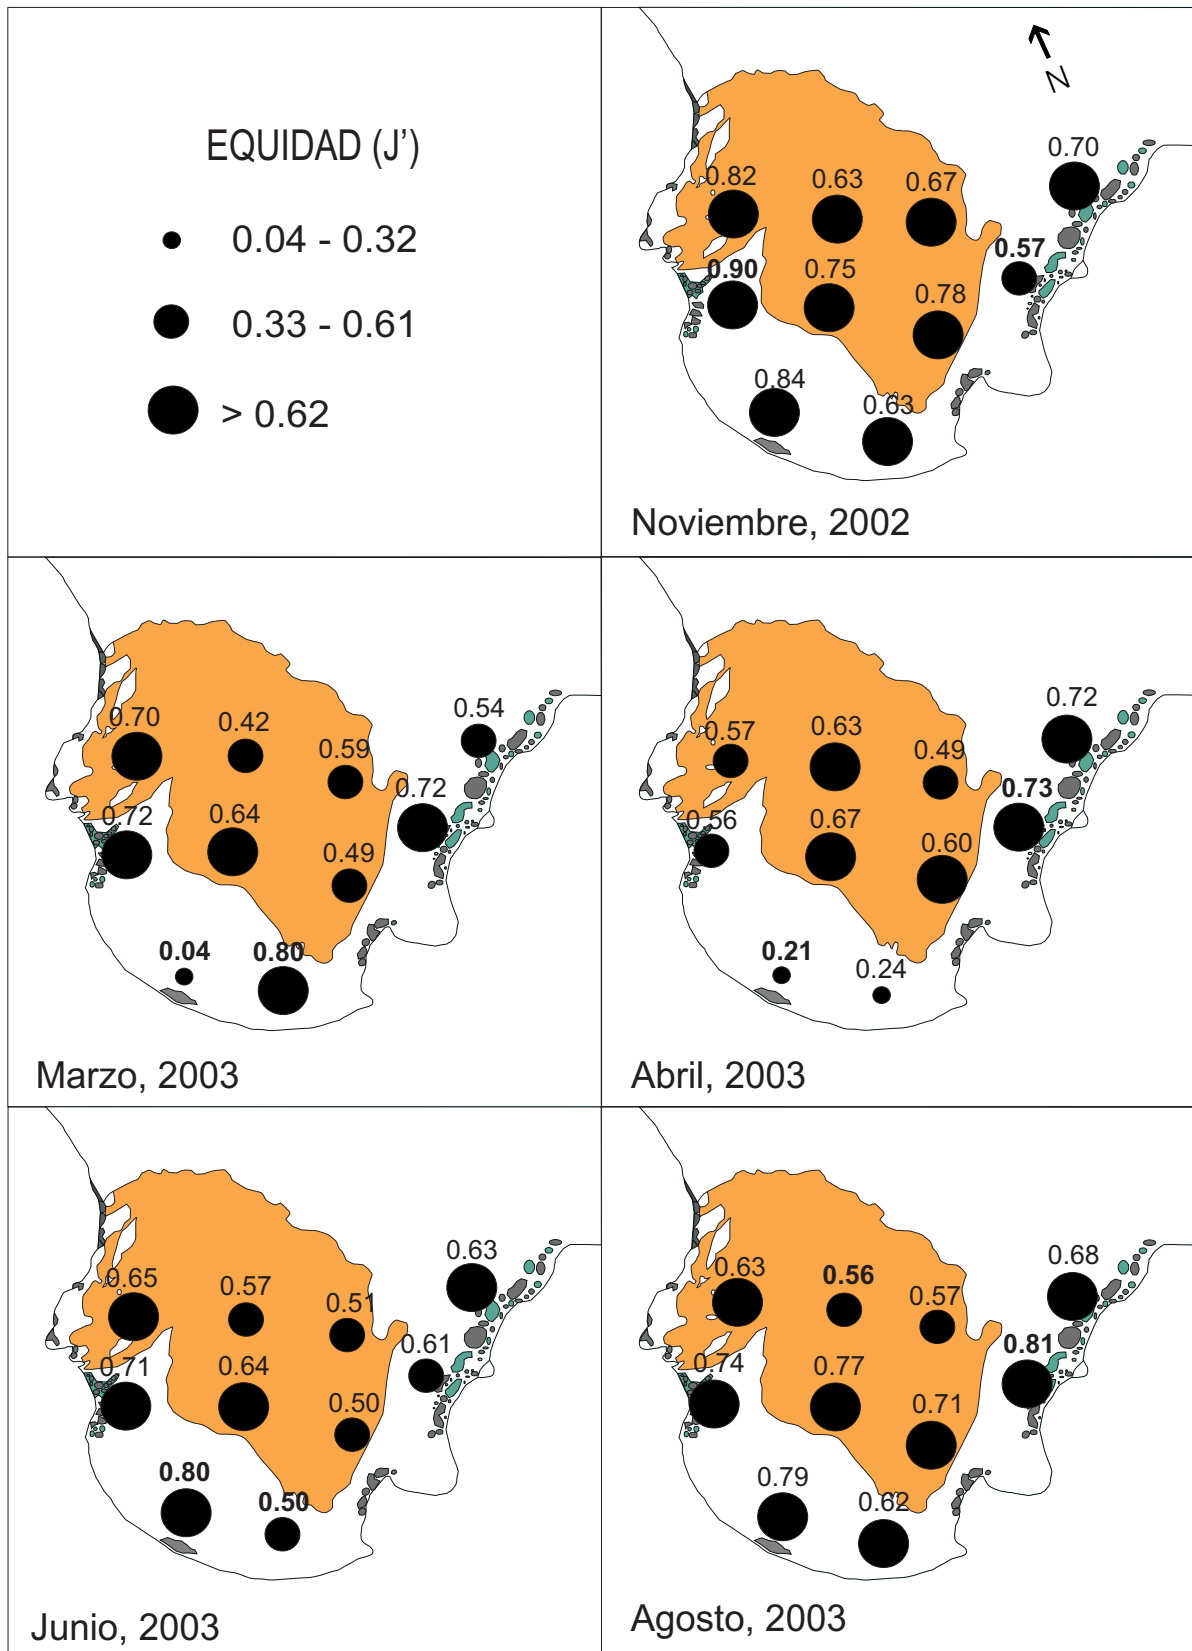 EQUIDAD (J’)
0.04 - 0.32
0.33 - 0.61
> 0.62
N
0.70
0.82 0.63 0.67
0.57
0.90 0.75 0.78
0.84 0.63
Noviembre, 2002
0.70 0.42 0.59 0.54
0.72 0.64 0.49 0.72
0.04 0.80
Marzo, 2003
0.57 0.63 0.49 0.72
0.56 0.67 0.60 0.73
0.21 0.24
Abril, 2003
0.65 0.57 0.51 0.63
0.71 0.64 0.50 0.61
0.80 0.50
Junio, 2003
0.63 0.56 0.57 0.68
0.74 0.77 0.71 0.81
0.79 0.62
Agosto, 2003